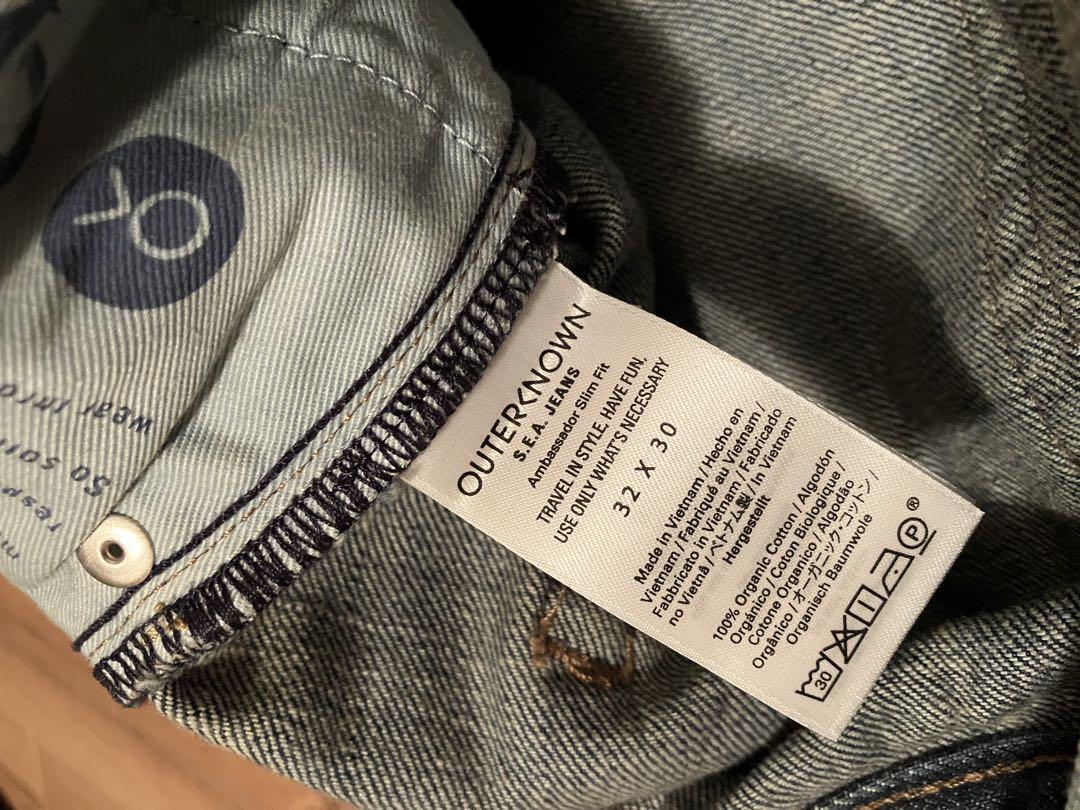 OUTERKNOWN
S.E.A. JEANS
Ambassador Slim Fit
TRAVEL IN STYLE, HAVE FUN,
USE ONLY WHAT'S NECESSARY
32 X 30
Made in Vietnam / Hecho en
Vietnam / Fabriqué au Vietnam /
Fabbricato in Vietnam / Fabricado
no Vietnã / ベトナム製 / In Vietnam
Hergestellt
100% Organic Cotton / Algodón
Orgánico / Coton Biologique /
Cotone Organico / Algodão
Orgânico / オーガニック・コットン /
Organisch Baumwole
30 P ®
wear
So